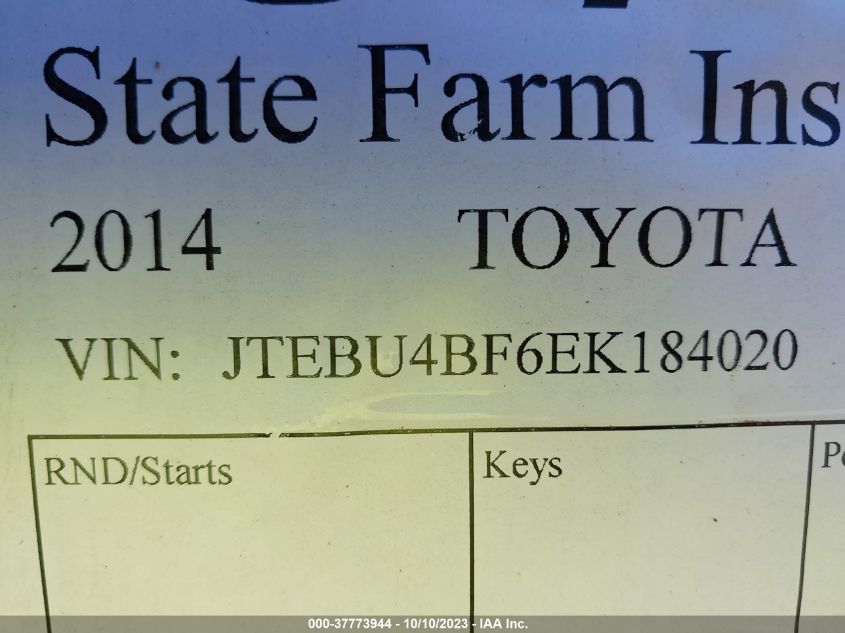 State Farm Ins
2014 TOYOTA
VIN: JTEBU4BF6EK184020
RND/Starts Keys
000-37773944 - 10/10/2023 - IAA Inc.